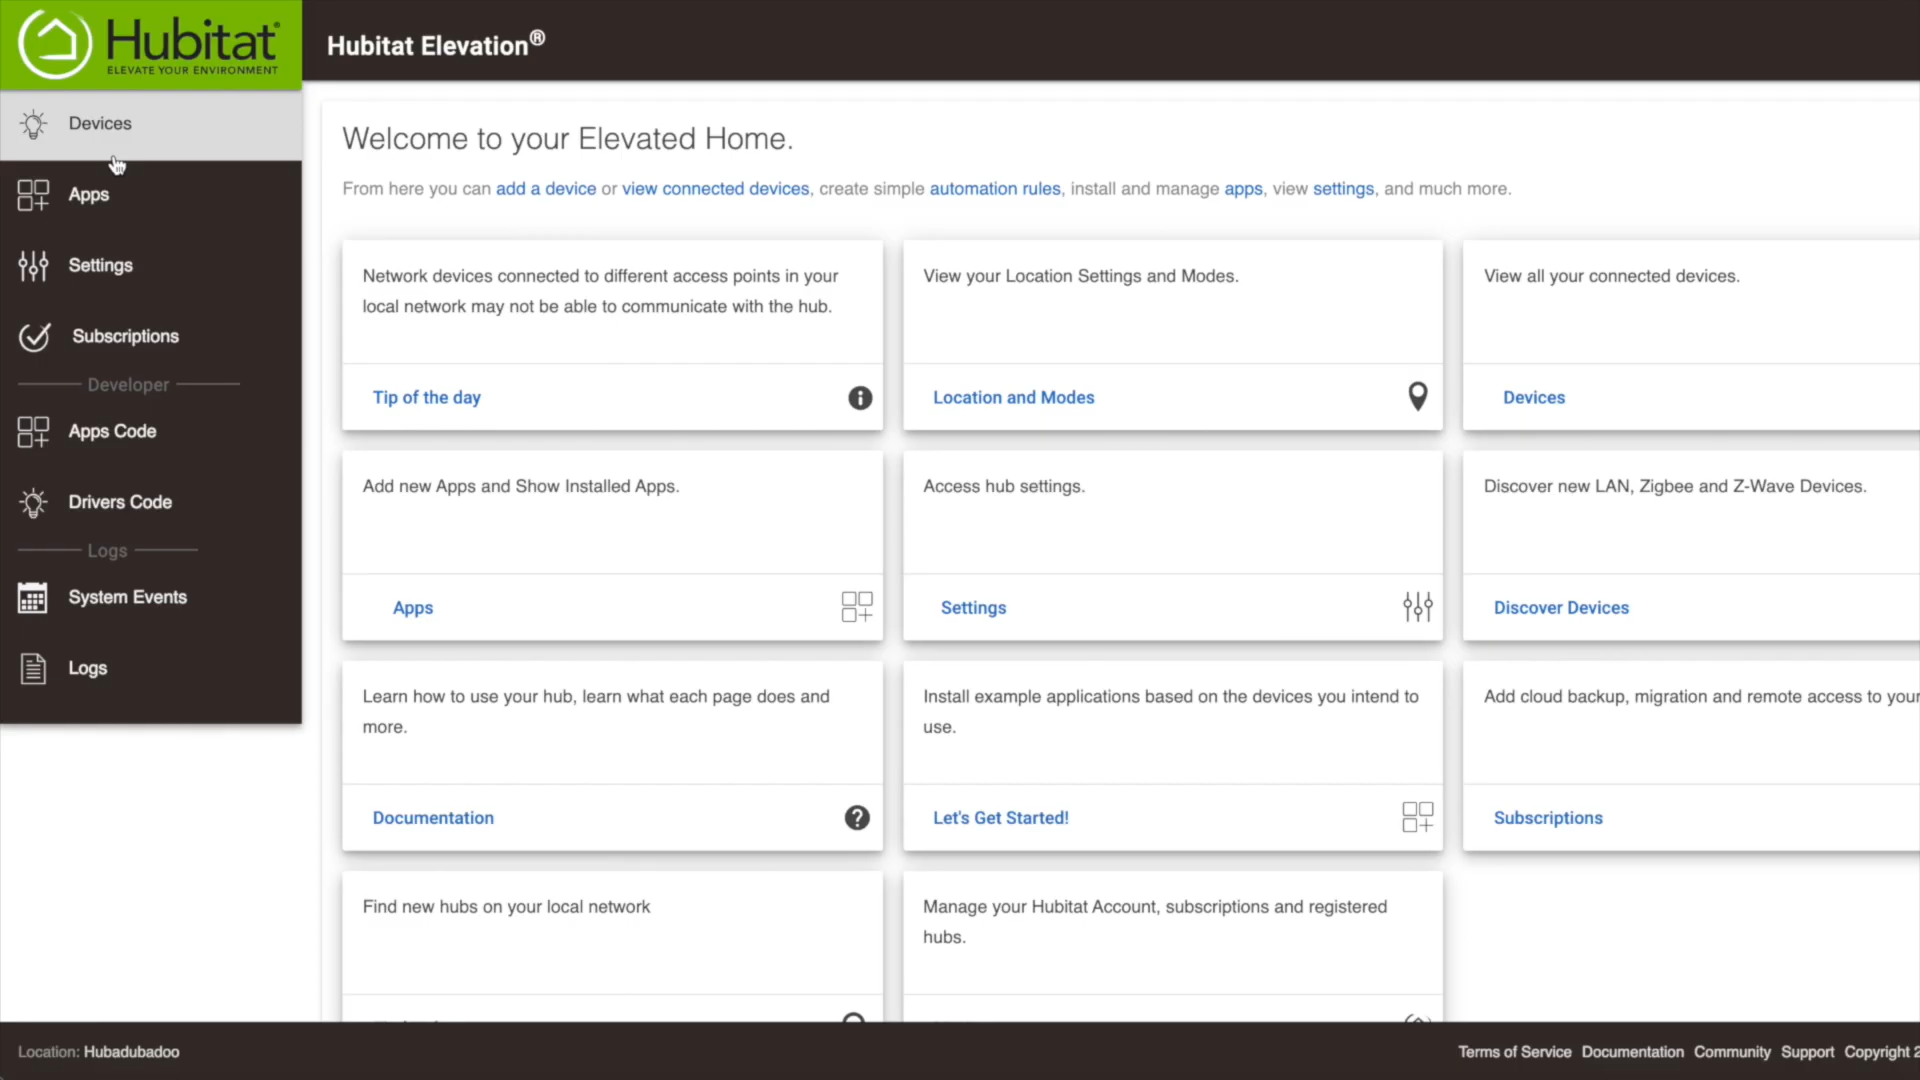 Hubitat®
ELEVATE YOUR ENVIRONMENT
Hubitat Elevation®
Devices
Apps
Settings
Subscriptions
Developer
Apps Code
Drivers Code
Logs
System Events
Logs
Welcome to your Elevated Home.
From here you can add a device or view connected devices, create simple automation rules, install and manage apps, view settings, and much more.
Network devices connected to different access points in your
local network may not be able to communicate with the hub.
Tip of the day
View your Location Settings and Modes.
Location and Modes
View all your connected devices.
Devices
Add new Apps and Show Installed Apps.
Apps
Access hub settings.
Settings
Discover new LAN, Zigbee and Z-Wave Devices.
Discover Devices
Learn how to use your hub, learn what each page does and
more.
Documentation
Install example applications based on the devices you intend to
use.
Let's Get Started!
Add cloud backup, migration and remote access to your
Subscriptions
Find new hubs on your local network
Manage your Hubitat Account, subscriptions and registered
hubs.
Location: Hubadubadoo
Terms of Service Documentation Community Support Copyright 2